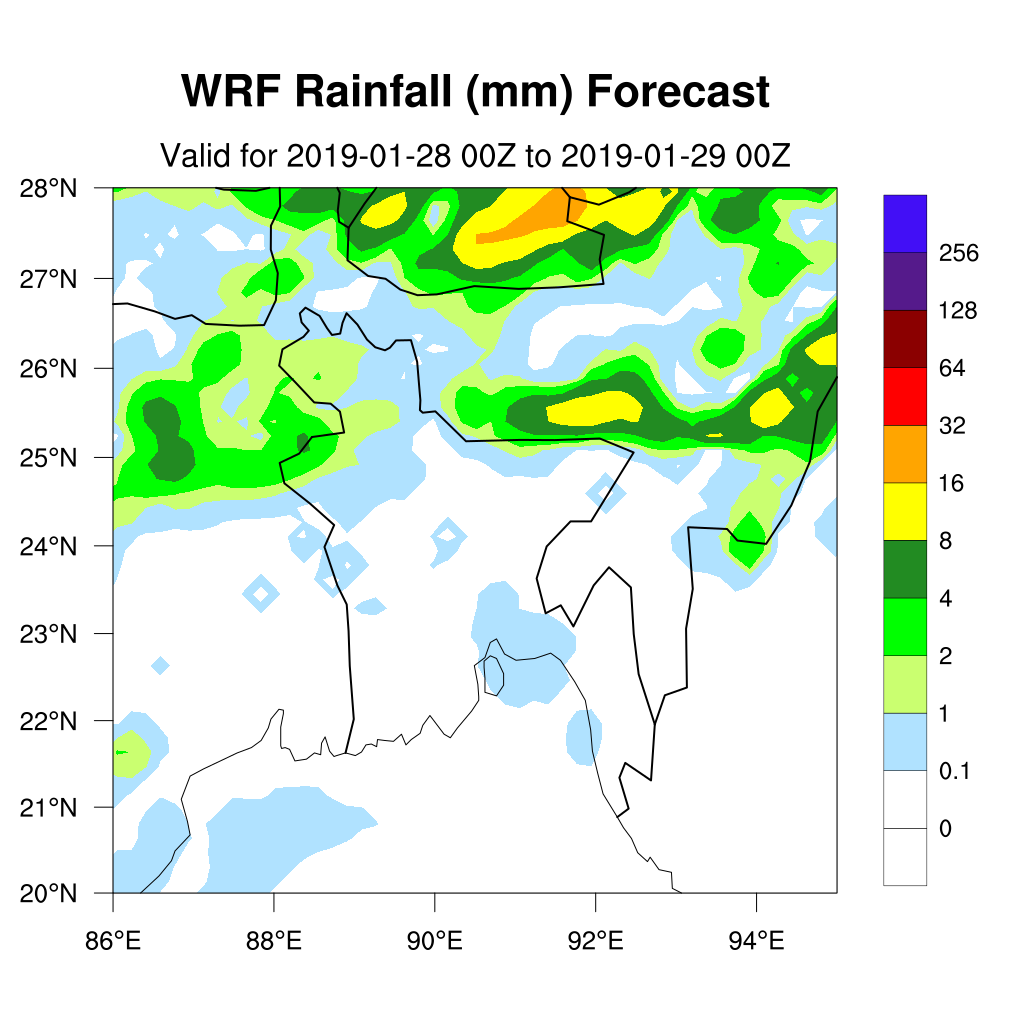 WRF Rainfall (mm) Forecast
Valid for 2019-01-28 00Z to 2019-01-29 00Z
28°N
27°N
26°N
25°N
24°N
23°N
22°N
21°N
20°N
86°E 88°E 90°E 92°E 94°E
256
128
64
32
16
8
4
2
1
0.1
0